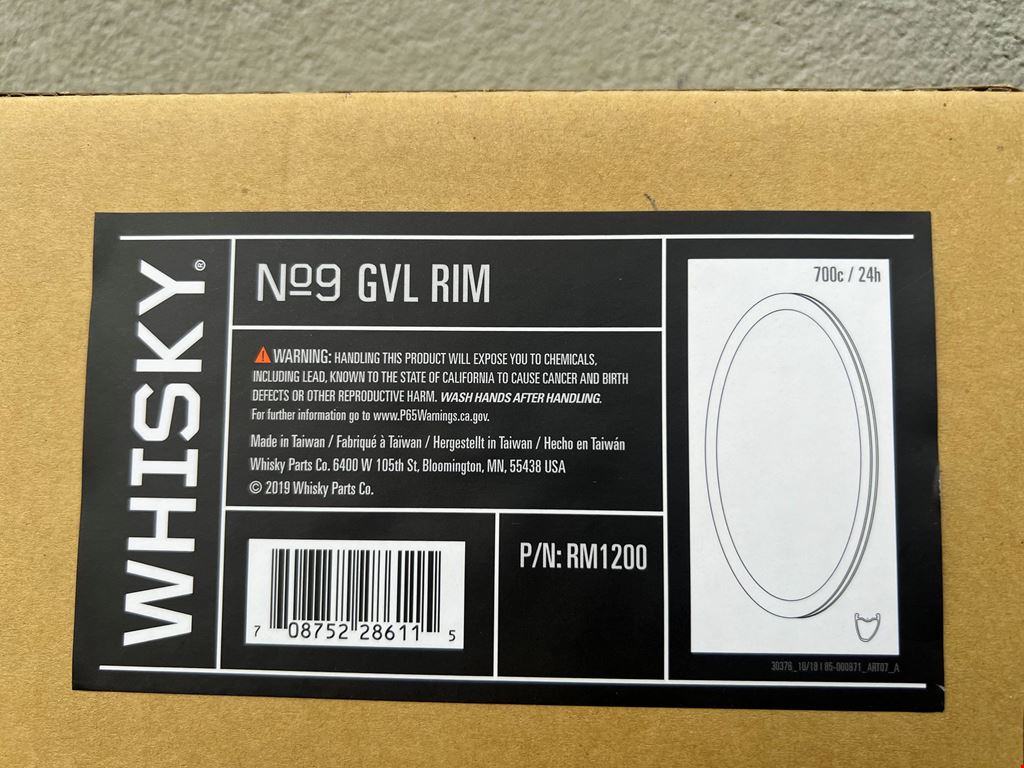 WHISKY®
№9 GVL RIM
⚠ WARNING: HANDLING THIS PRODUCT WILL EXPOSE YOU TO CHEMICALS,
INCLUDING LEAD, KNOWN TO THE STATE OF CALIFORNIA TO CAUSE CANCER AND BIRTH
DEFECTS OR OTHER REPRODUCTIVE HARM. WASH HANDS AFTER HANDLING.
For further information go to www.P65Warnings.ca.gov.
Made in Taiwan / Fabriqué à Taïwan / Hergestellt in Taiwan / Hecho en Taiwán
Whisky Parts Co. 6400 W 105th St, Bloomington, MN, 55438 USA
© 2019 Whisky Parts Co.
7 08752 28611 5
P/N: RM1200
700c / 24h
30376_10/19 | 85-000871_ART07_A